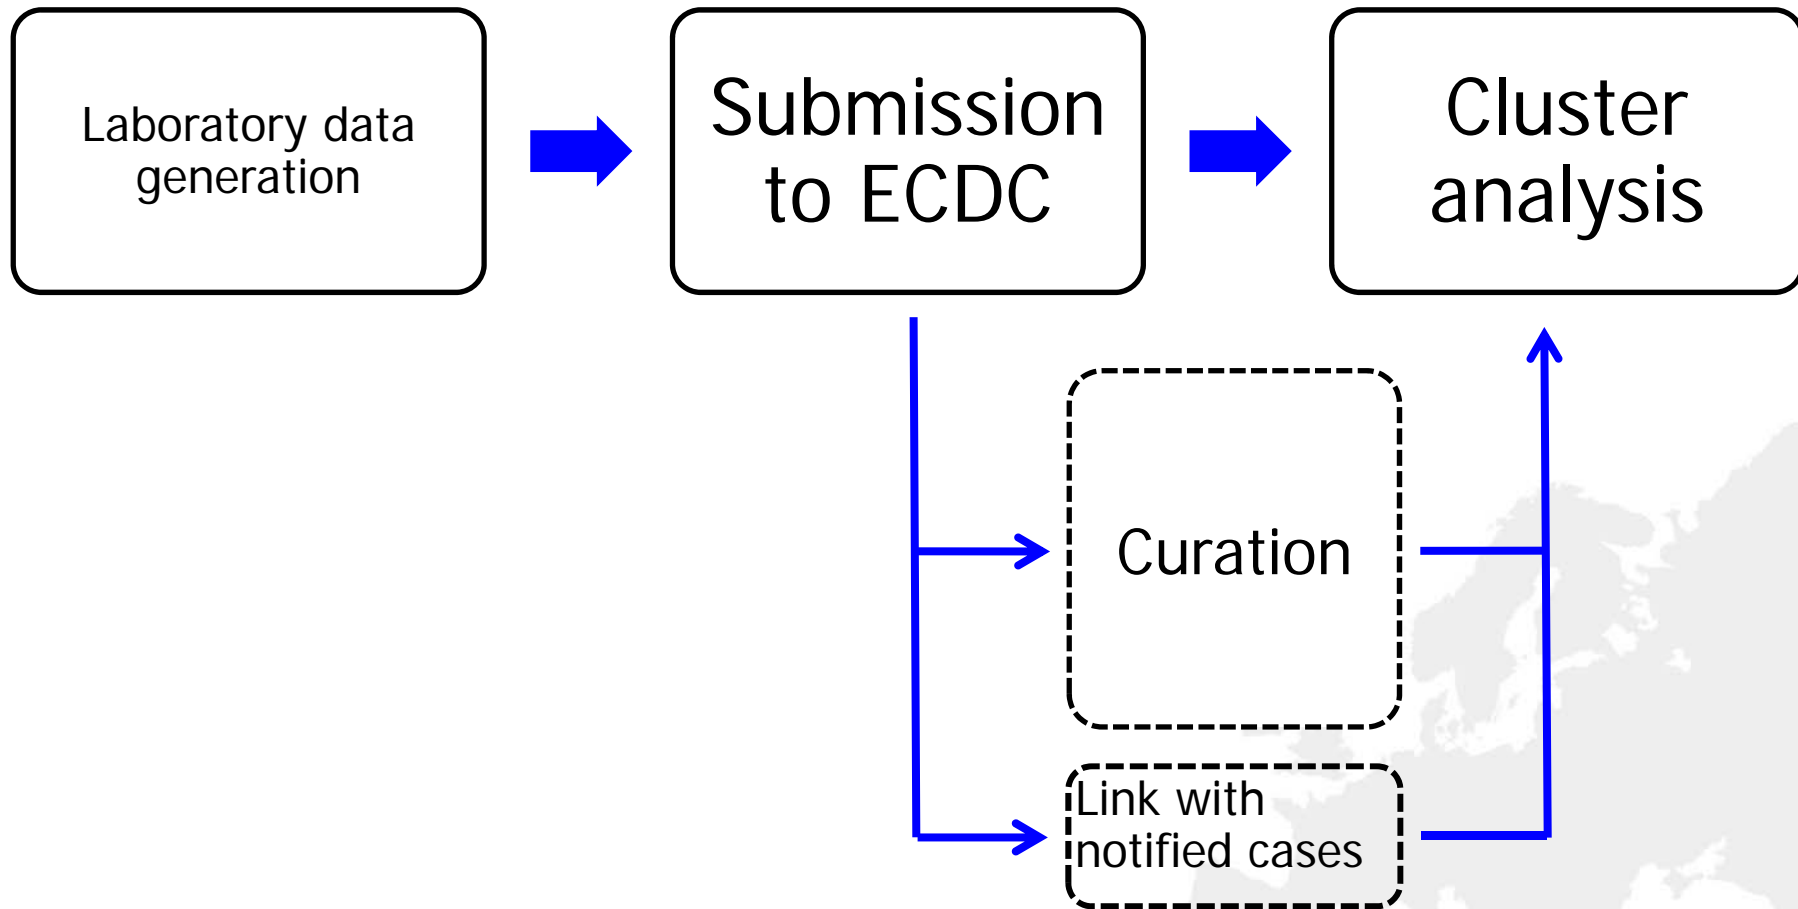 Laboratory data
generation
Submission
to ECDC
Cluster
analysis
Curation
Link with
notified cases